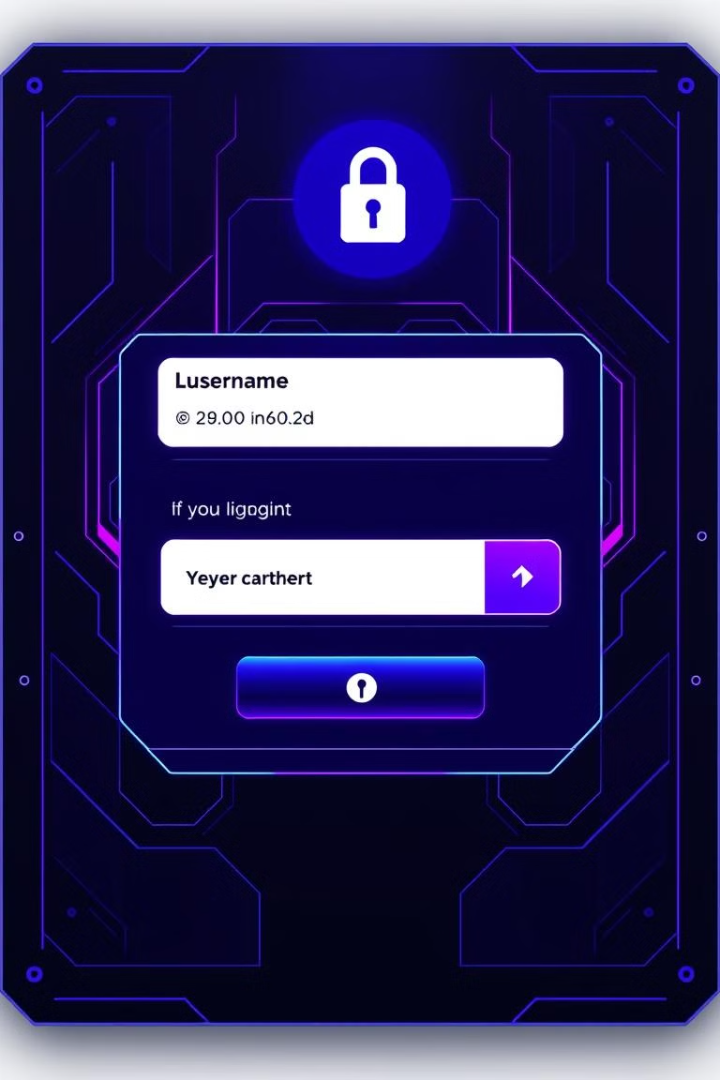 Lusername
© 29.00 in60.2d
If you ligogint
Yeyer carthert